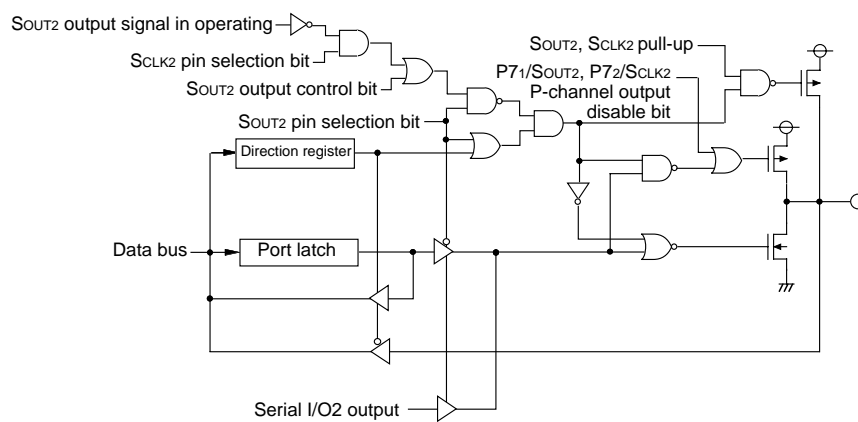 SOUT2 output signal in operating
SCLK2 pin selection bit
SOUT2 output control bit
SOUT2 pin selection bit
SOUT2, SCLK2 pull-up
P71/SOUT2, P72/SCLK2
P-channel output
disable bit
Direction register
Data bus
Port latch
Serial I/O2 output